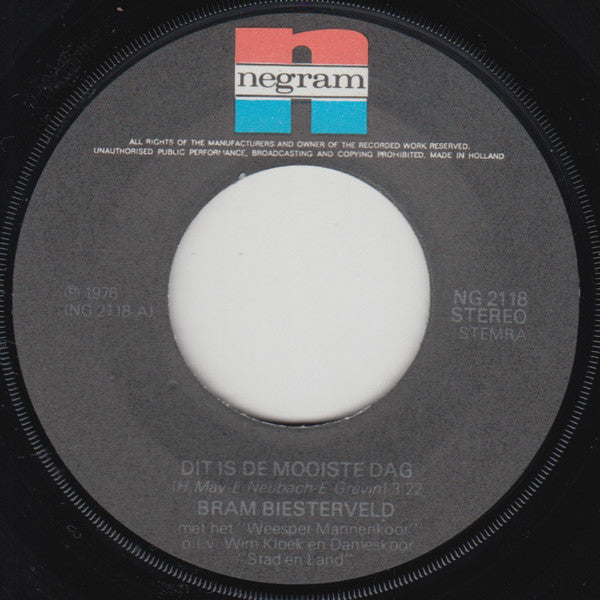 negram
ALL RIGHTS OF THE MANUFACTURERS AND OWNER OF THE RECORDED WORK RESERVED.
UNAUTHORISED PUBLIC PERFORMANCE, BROADCASTING AND COPYING PROHIBITED. MADE IN HOLLAND
℗ 1976
(NG 2118 A)
NG 2118
STEREO
STEMRA
DIT IS DE MOOISTE DAG
(H. May-E. Neubach-E. Grevin) 3'22
BRAM BIESTERVELD
met het "Weesper Mannenkoor"
o.l.v. Wim Kloek en Dameskoor
"Stad en Land"